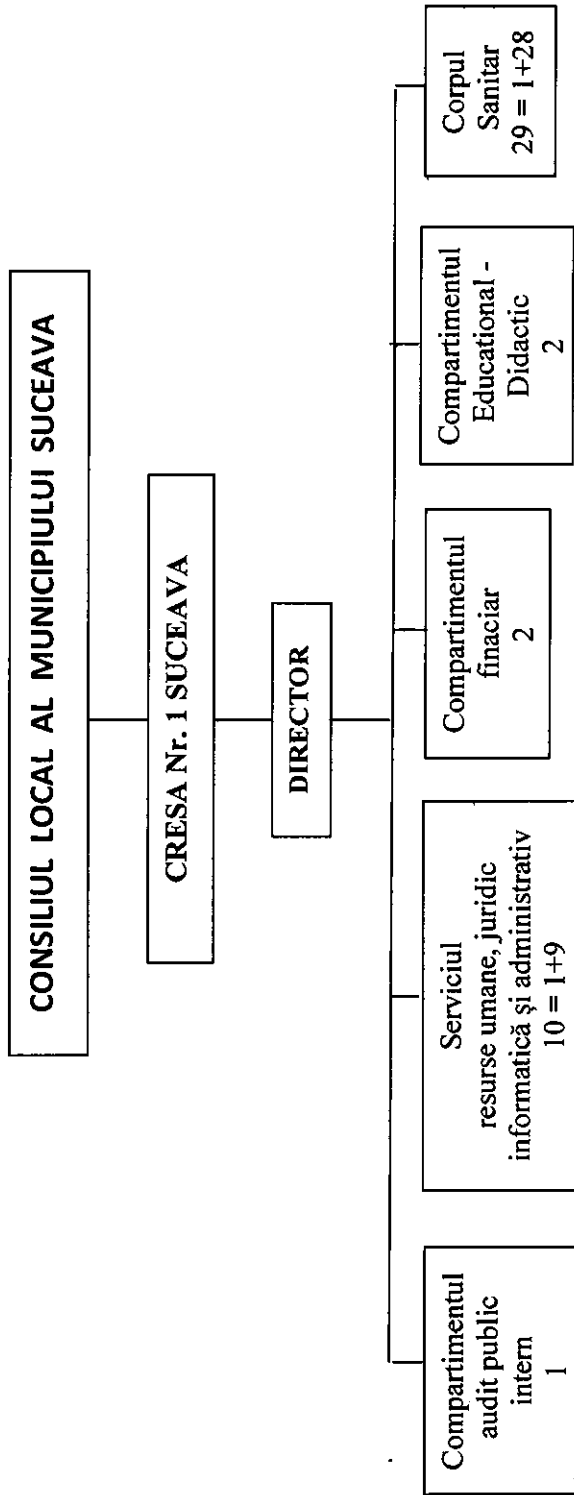 CONSILIUL LOCAL AL MUNICIPIULUI SUCEAVA
CRESA Nr. 1 SUCEAVA
DIRECTOR
Compartimentul
audit public
intern
1
Serviciul
resurse umane, juridic
informatică și administrativ
10 = 1+9
Compartimentul
finaciar
2
Compartimentul
Educational -
Didactic
2
Corpul
Sanitar
29 = 1+28